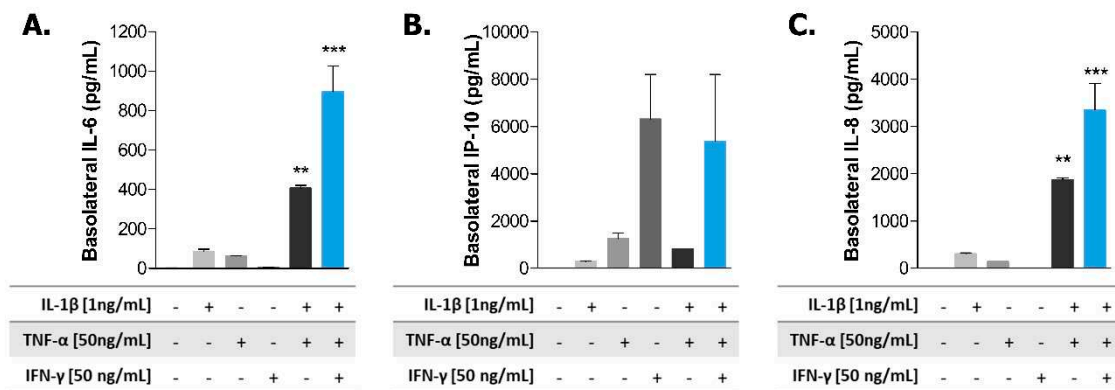 A.
Basolateral IL-6 (pg/mL)
1200
1000
800
600
400
200
0
**
***
IL-1β [1ng/mL] - + - - + +
TNF-α [50ng/mL] - - + - + +
IFN-γ [50 ng/mL] - - - + - +
B.
Basolateral IP-10 (pg/mL)
10000
8000
6000
4000
2000
0
IL-1β [1ng/mL] - + - - + +
TNF-α [50ng/mL] - - + - + +
IFN-γ [50 ng/mL] - - - + - +
C.
Basolateral IL-8 (pg/mL)
5000
4000
3000
2000
1000
0
**
***
IL-1β [1ng/mL] - + - - + +
TNF-α [50ng/mL] - - + - + +
IFN-γ [50 ng/mL] - - - + - +